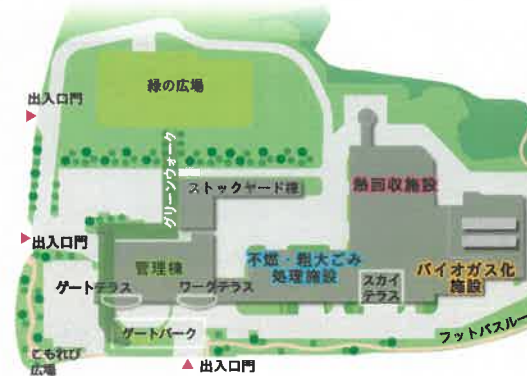 緑の広場
出入口門
グリーンウォーク
ストックヤード棟
熱回収施設
出入口門
管理棟
不燃・粗大ごみ
処理施設
スカイ
テラス
バイオガス化
施設
ゲートテラス
ワークテラス
ゲートパーク
フットパスルー
こもれび
広場
出入口門